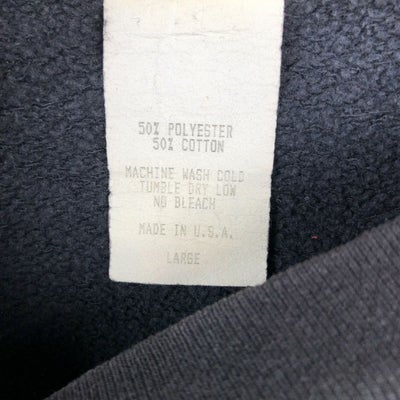 50% POLYESTER
50% COTTON
MACHINE WASH COLD
TUMBLE DRY LOW
NO BLEACH
MADE IN U.S.A.
LARGE